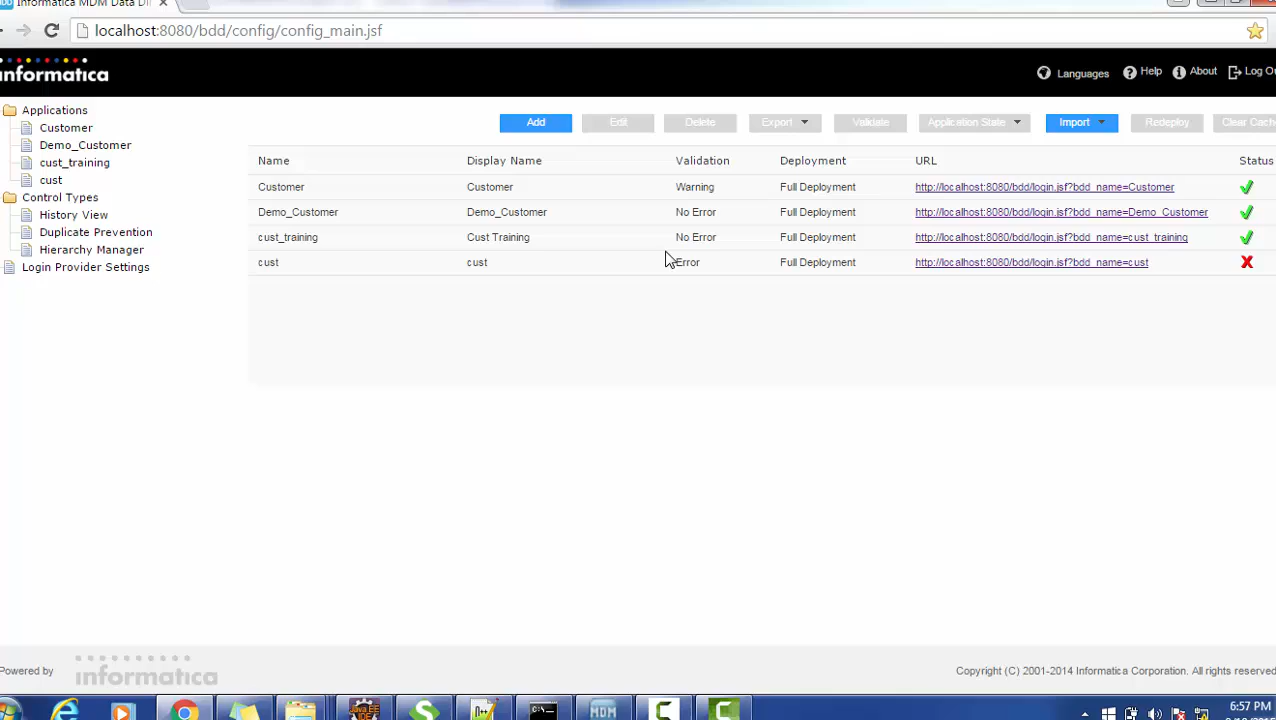 Informatica MDM Data Di
localhost:8080/bdd/config/config_main.jsf
informatica
Languages Help About Log Ou
Applications
Customer
Demo_Customer
cust_training
cust
Control Types
History View
Duplicate Prevention
Hierarchy Manager
Login Provider Settings
Add Edit Delete Export Validate Application State Import Redeploy Clear Cach
Name Display Name Validation Deployment URL Status
Customer Customer Warning Full Deployment http://localhost:8080/bdd/login.jsf?bdd_name=Customer
Demo_Customer Demo_Customer No Error Full Deployment http://localhost:8080/bdd/login.jsf?bdd_name=Demo_Customer
cust_training Cust Training No Error Full Deployment http://localhost:8080/bdd/login.jsf?bdd_name=cust_training
cust cust Error Full Deployment http://localhost:8080/bdd/login.jsf?bdd_name=cust
Powered by informatica
Copyright (C) 2001-2014 Informatica Corporation. All rights reserved
Java EE
IDE
MDM
6:57 PM